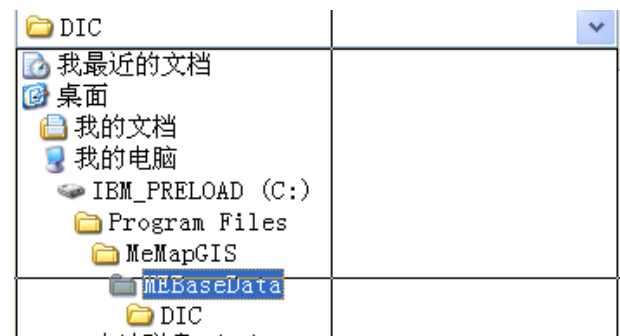 DIC
我最近的文档
桌面
我的文档
我的电脑
IBM_PRELOAD (C:)
Program Files
MeMapGIS
MEBaseData
DIC